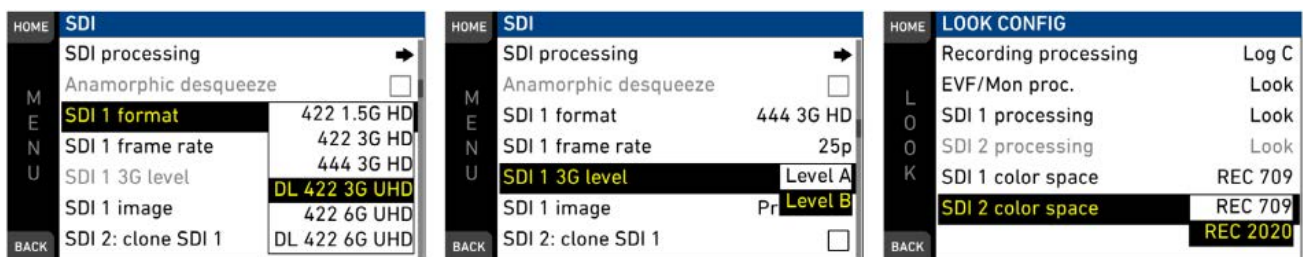 HOME SDI
SDI processing
Anamorphic desqueeze
SDI 1 format 422 1.5G HD
422 3G HD
SDI 1 frame rate 444 3G HD
SDI 1 3G level DL 422 3G UHD
SDI 1 image 422 6G UHD
SDI 2: clone SDI 1 DL 422 6G UHD
MENU
BACK
HOME SDI
SDI processing
Anamorphic desqueeze
SDI 1 format 444 3G HD
SDI 1 frame rate 25p
SDI 1 3G level Level A
Level B
SDI 1 image Pr
SDI 2: clone SDI 1
MENU
BACK
HOME LOOK CONFIG
Recording processing Log C
EVF/Mon proc. Look
SDI 1 processing Look
SDI 2 processing Look
SDI 1 color space REC 709
SDI 2 color space REC 709
REC 2020
LOOK
BACK